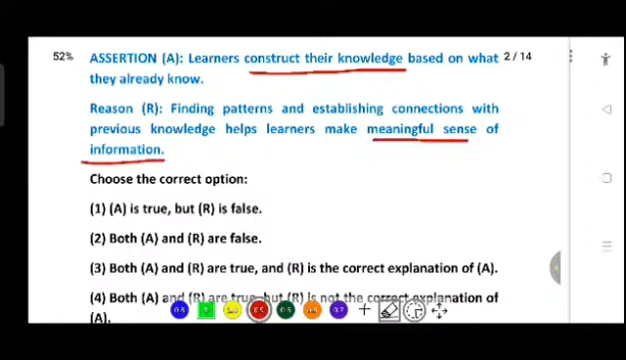 52%
2/14
ASSERTION (A): Learners construct their knowledge based on what
they already know.
Reason (R): Finding patterns and establishing connections with
previous knowledge helps learners make meaningful sense of
information.
Choose the correct option:
(1) (A) is true, but (R) is false.
(2) Both (A) and (R) are false.
(3) Both (A) and (R) are true, and (R) is the correct explanation of (A).
(4) Both (A) and (R) are true, but (R) is not the correct explanation of
(A).